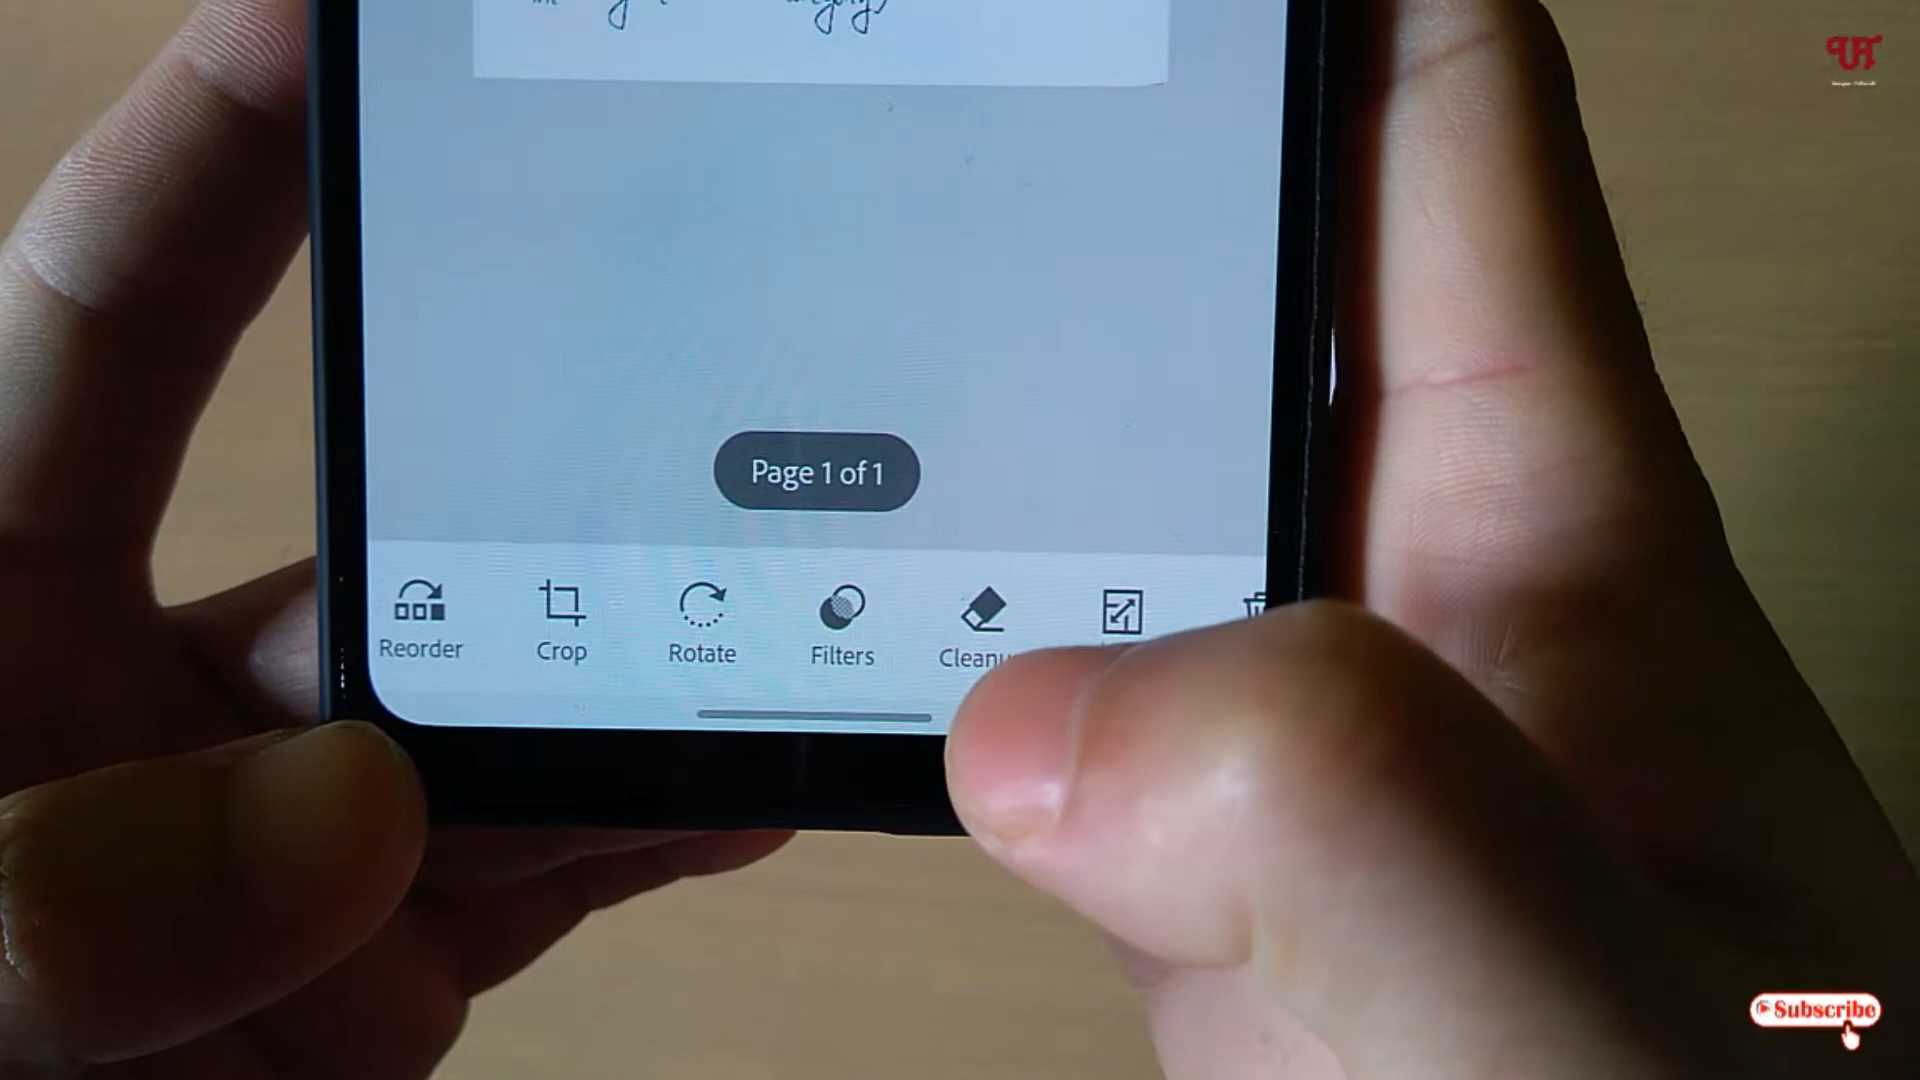 Page 1 of 1
Reorder
Crop
Rotate
Filters
Cleanu
Subscribe